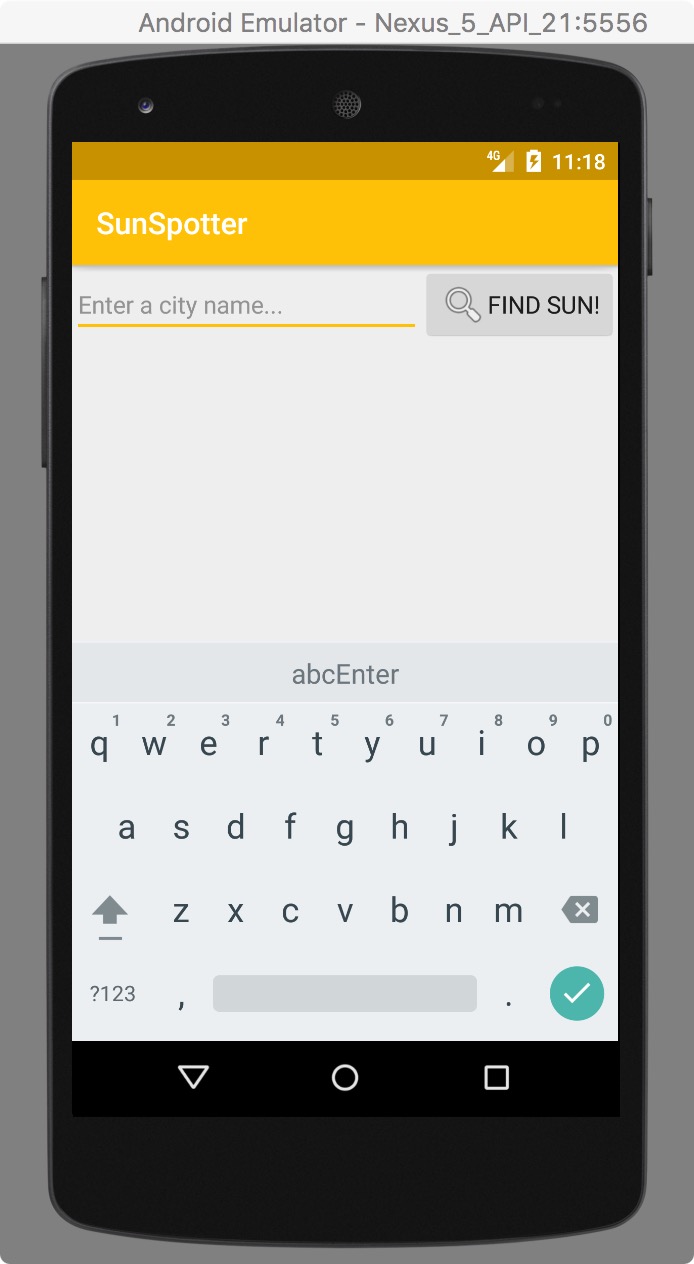 Android Emulator - Nexus_5_API_21:5556
4G 11:18
SunSpotter
Enter a city name... FIND SUN!
abcEnter
1 2 3 4 5 6 7 8 9 0
q w e r t y u i o p
a s d f g h j k l
z x c v b n m
?123 , .